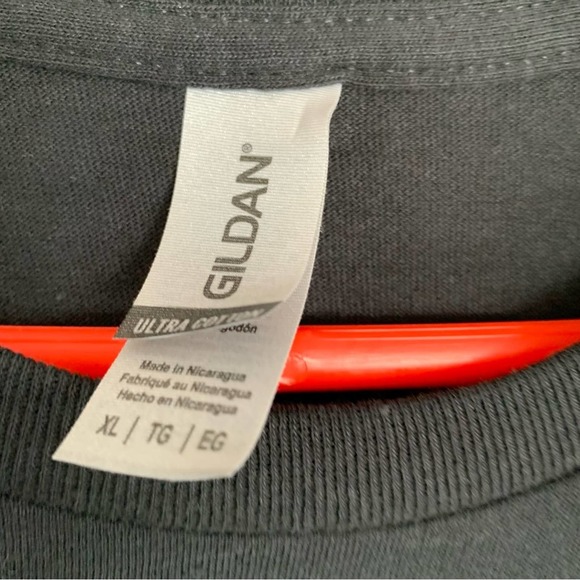 GILDAN®
ULTRA COTTON
Made in Nicaragua
Fabriqué au Nicaragua
Hecho en Nicaragua
XL | TG | EG